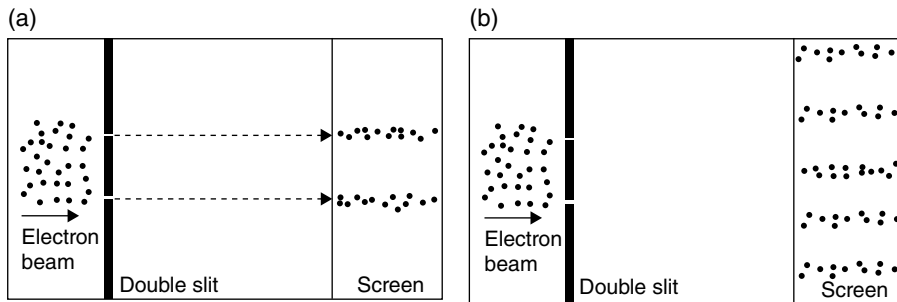 (a)
Electron
beam
Double slit
Screen
(b)
Electron
beam
Double slit
Screen